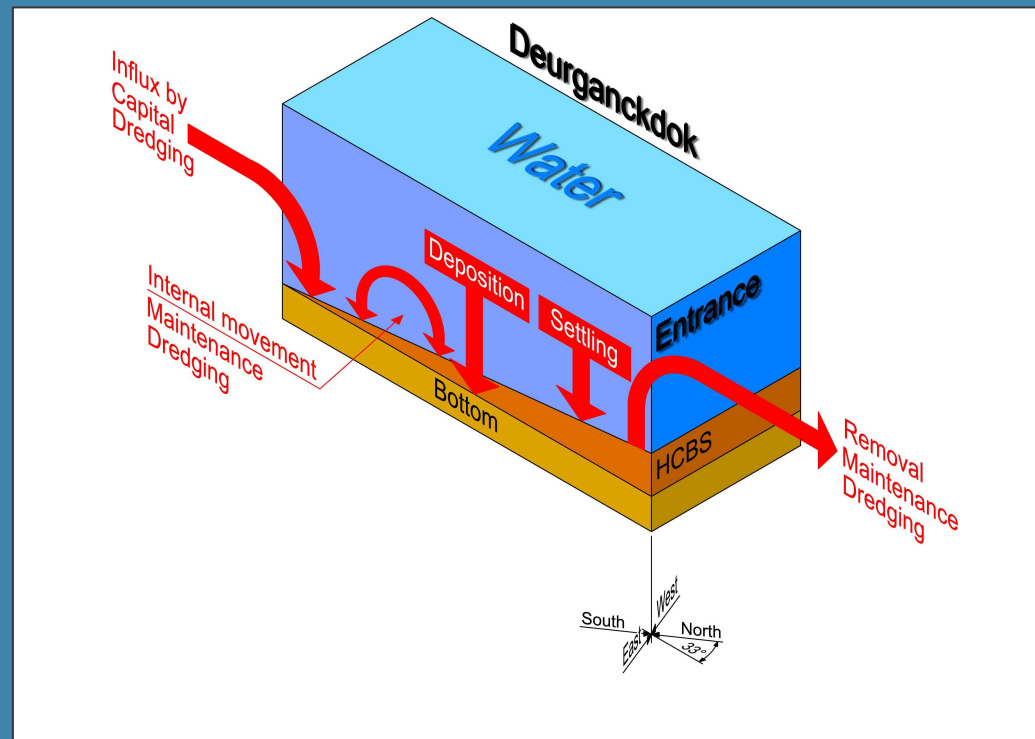 Deurganckdok
Water
Influx by
Capital
Dredging
Deposition
Settling
Entrance
Internal movement
Maintenance
Dredging
Bottom
HCBS
Removal
Maintenance
Dredging
West
South
North
East
33°